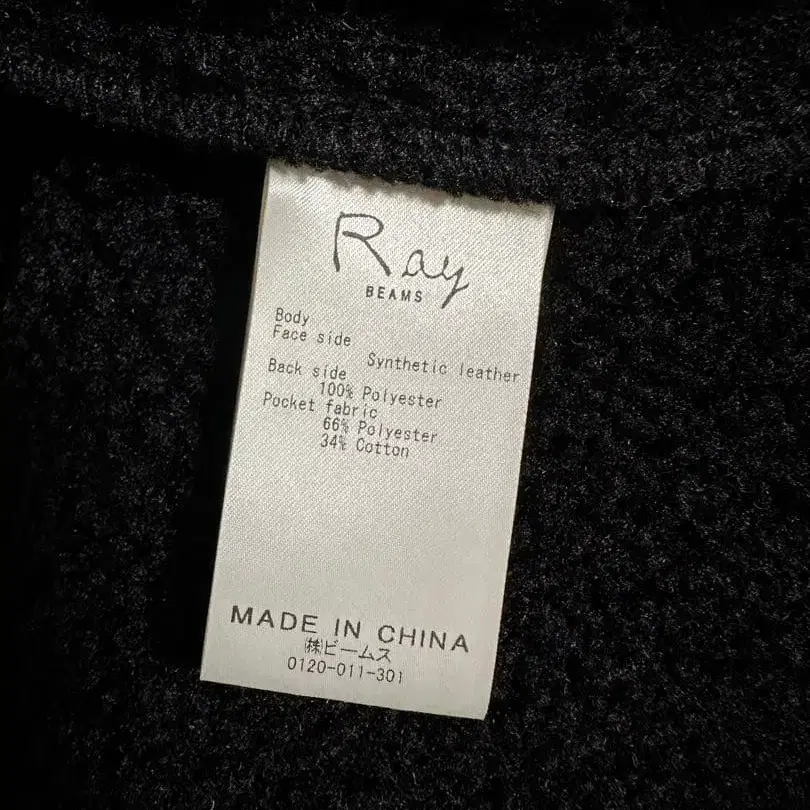 Ray
BEAMS
Body
Face side
Synthetic leather
Back side
100% Polyester
Pocket fabric
66% Polyester
34% Cotton
MADE IN CHINA
㈱ビームス
0120-011-301